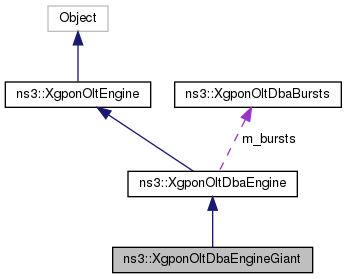 Object
ns3::XgponOltEngine
ns3::XgponOltDbaBursts
m_bursts
ns3::XgponOltDbaEngine
ns3::XgponOltDbaEngineGiant